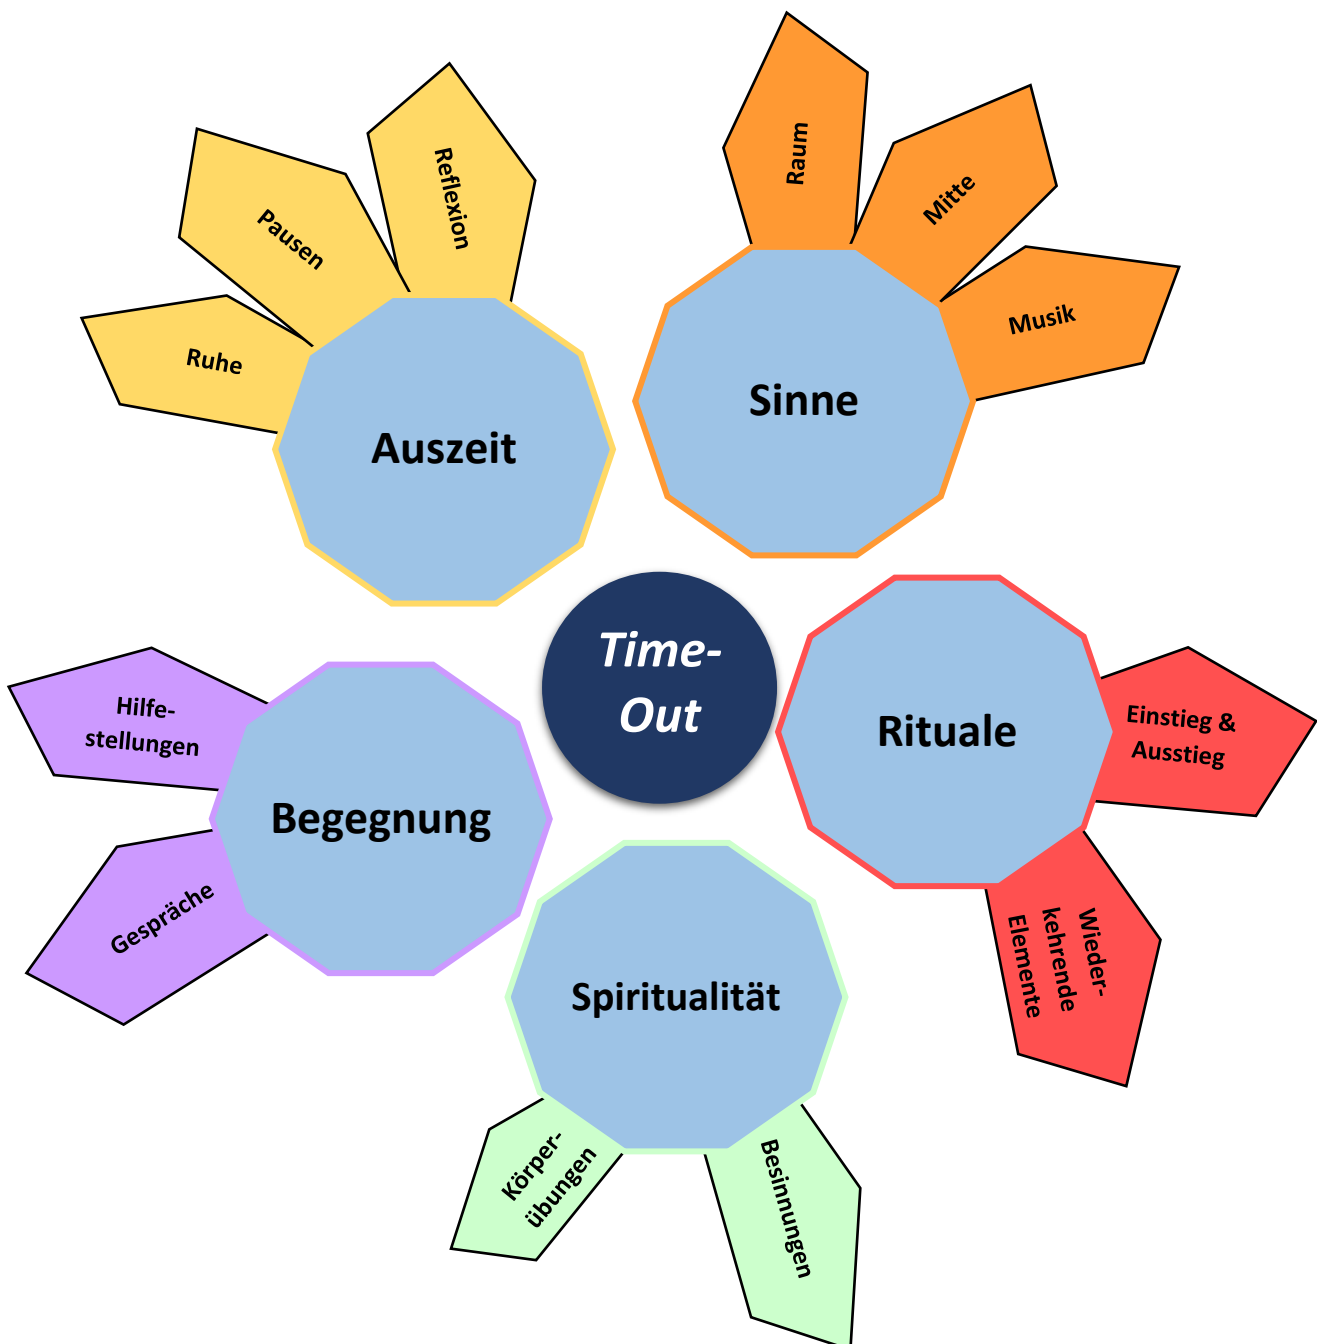 Reflexion
Pausen
Ruhe
Auszeit
Raum
Mitte
Musik
Sinne
Time-
Out
Rituale
Einstieg &
Ausstieg
Wieder-
kehrende
Elemente
Hilfe-
stellungen
Begegnung
Gespräche
Spiritualität
Körper-
übungen
Besinnungen